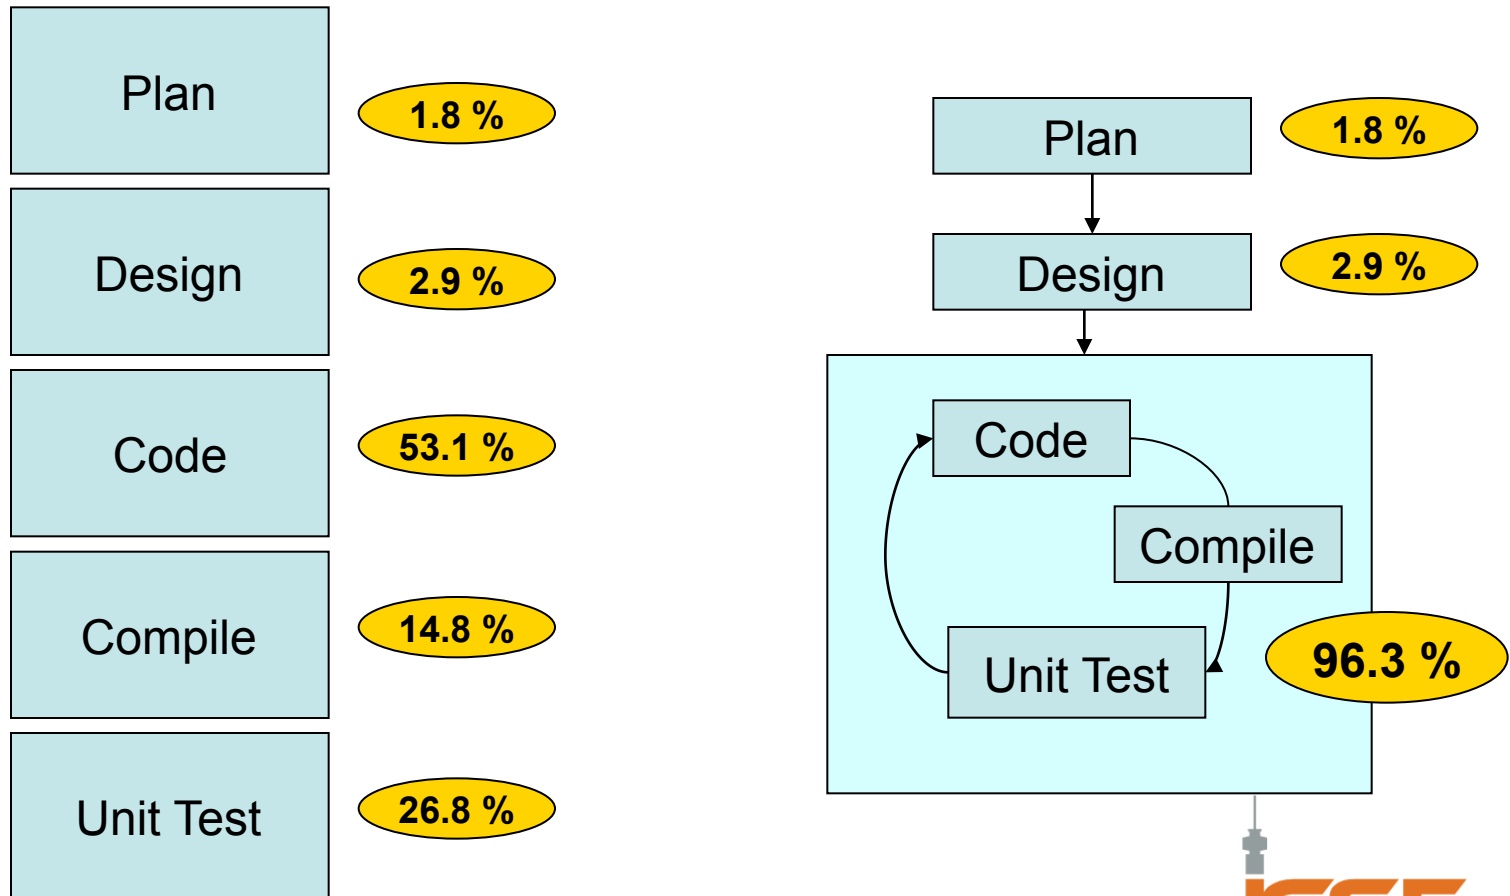 Plan
1.8 %
Design
2.9 %
Code
53.1 %
Compile
14.8 %
Unit Test
26.8 %
Plan
1.8 %
Design
2.9 %
Code
Compile
Unit Test
96.3 %